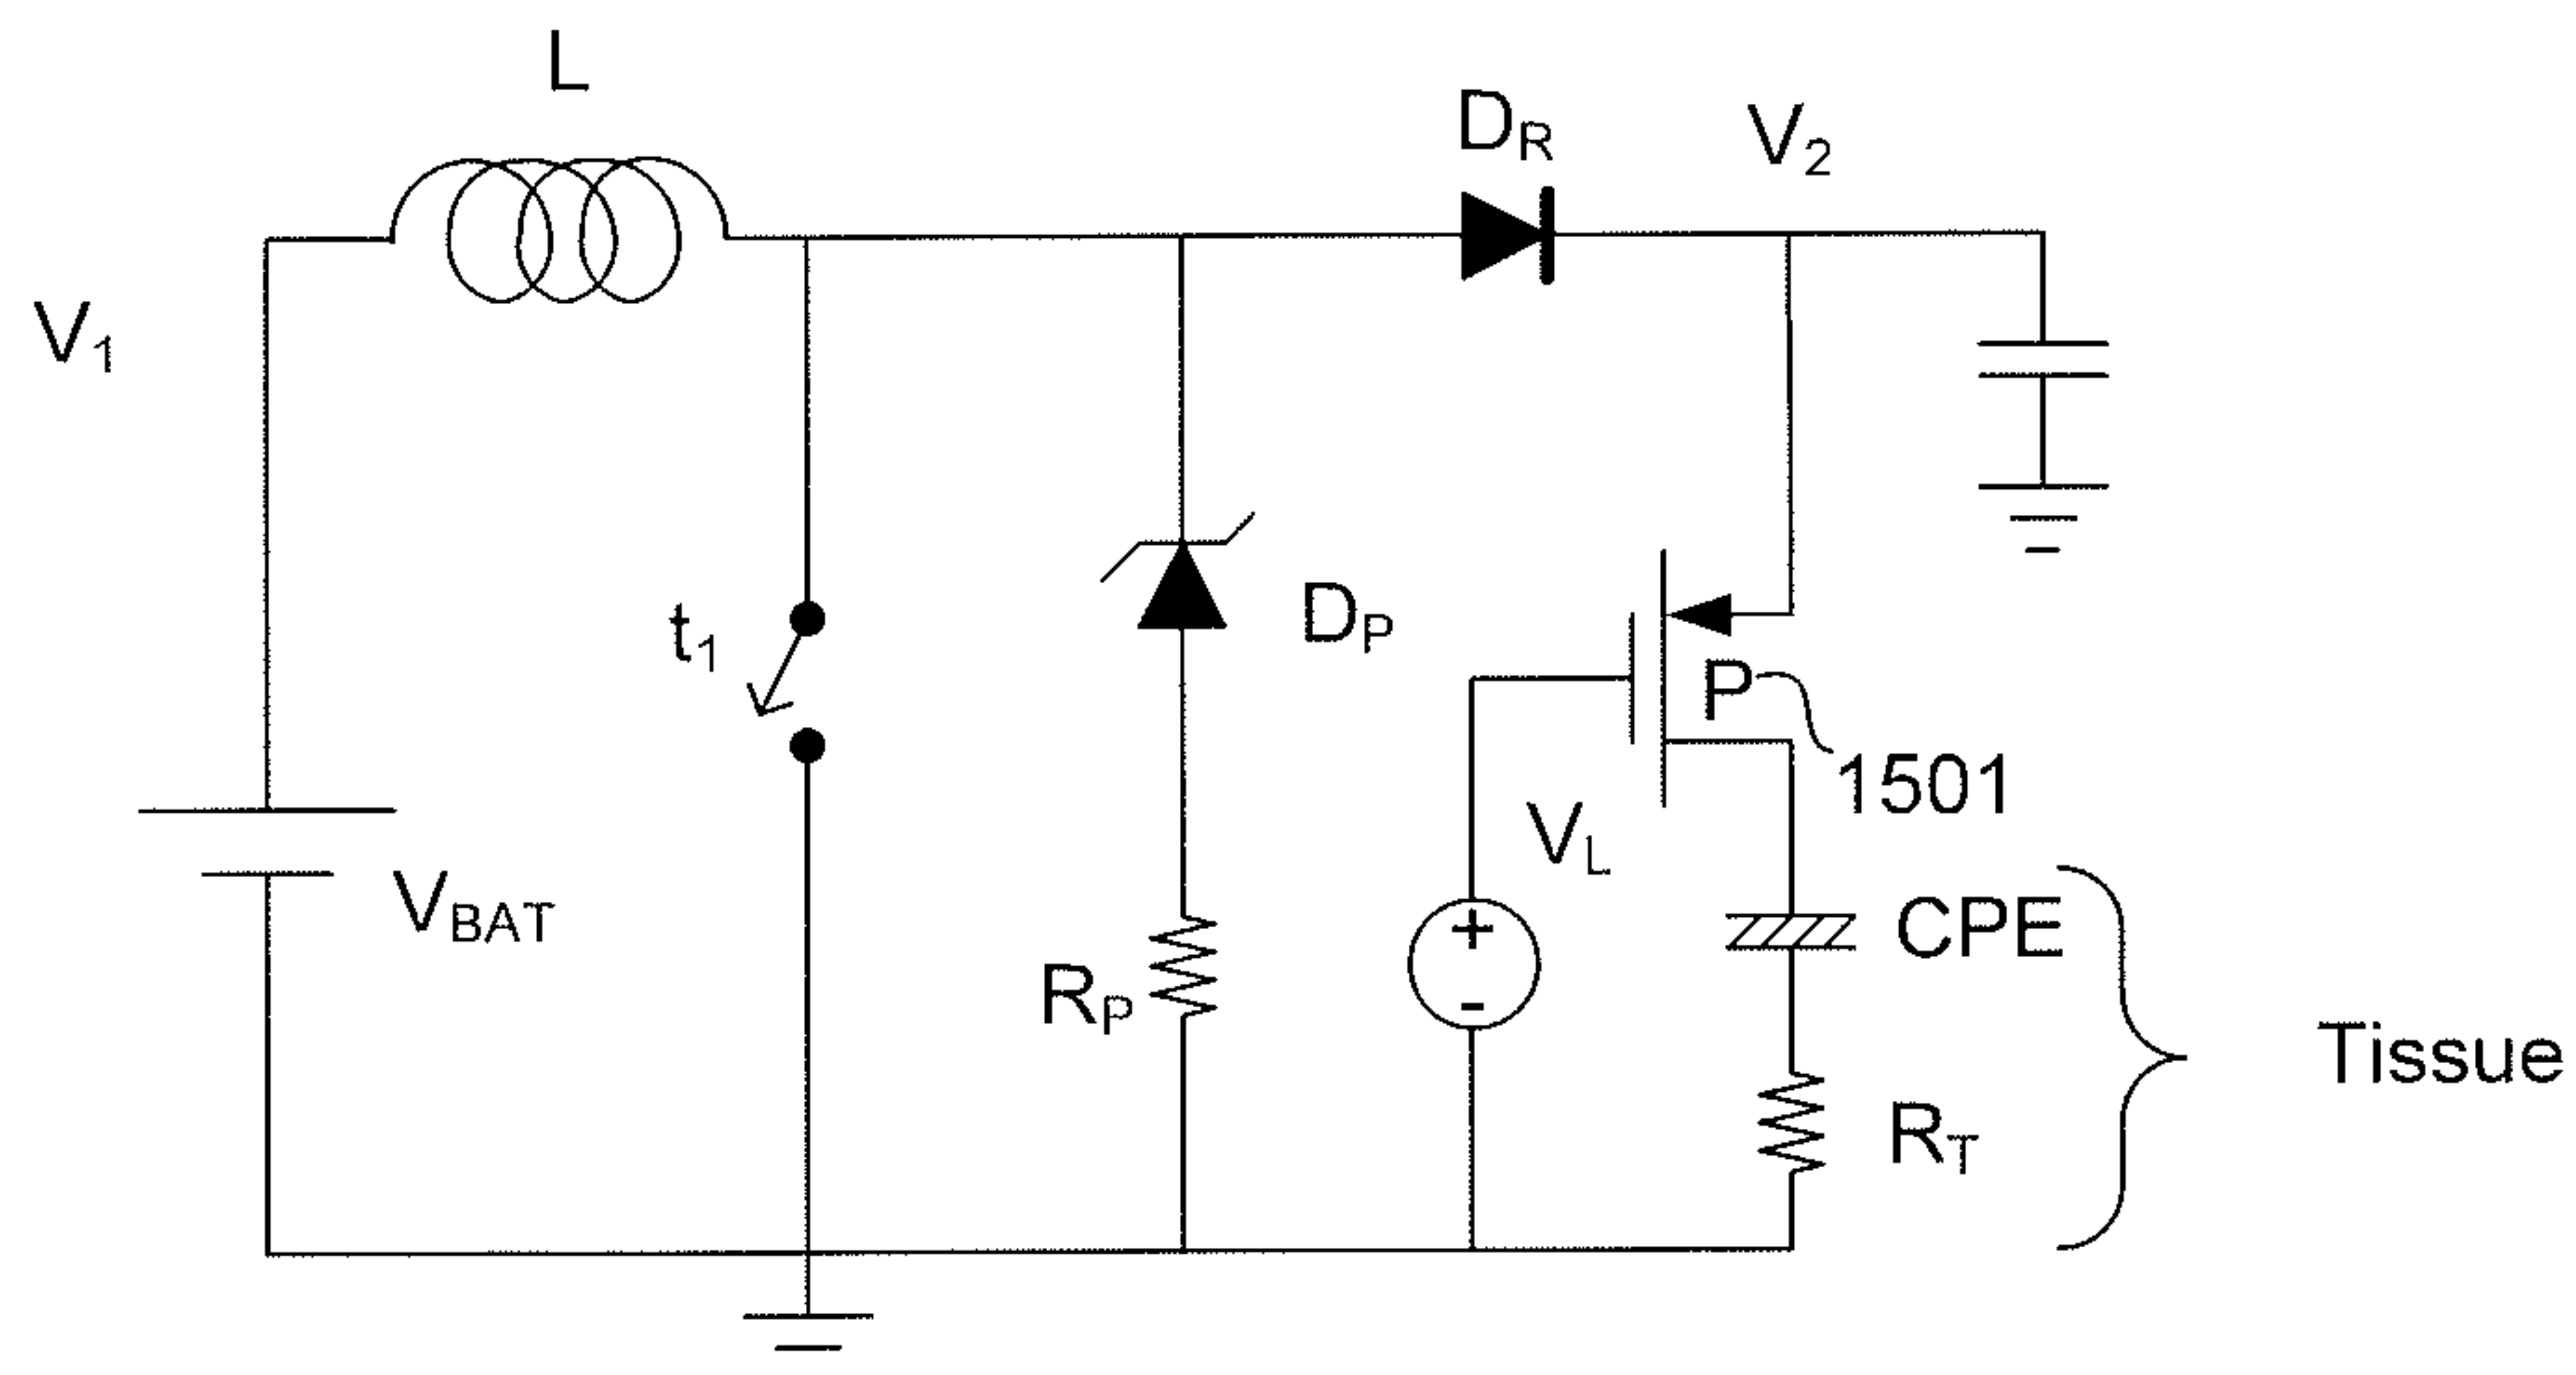 L
D_R
V_2
V_1
t_1
D_P
P
1501
V_L
V_BAT
CPE
R_P
+
-
Tissue
R_T